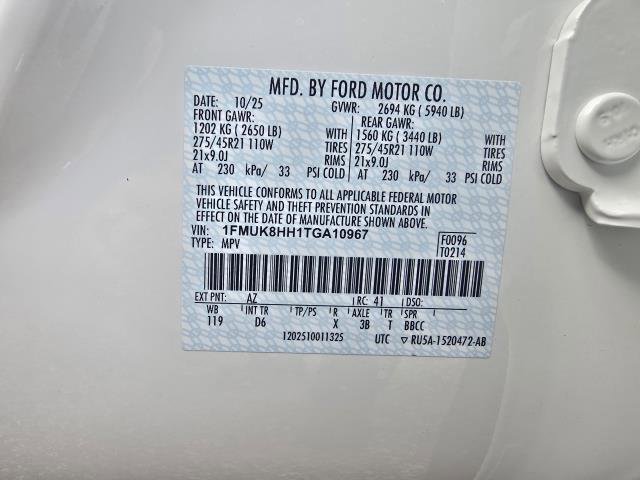 MFD. BY FORD MOTOR CO.
DATE: 10/25 GVWR: 2694 KG ( 5940 LB)
FRONT GAWR: REAR GAWR:
1202 KG ( 2650 LB) WITH 1560 KG ( 3440 LB) WITH
275/45R21 110W TIRES 275/45R21 110W TIRES
21x9.0J RIMS 21x9.0J RIMS
AT 230 kPa/ 33 PSI COLD AT 230 kPa/ 33 PSI COLD
THIS VEHICLE CONFORMS TO ALL APPLICABLE FEDERAL MOTOR
VEHICLE SAFETY AND THEFT PREVENTION STANDARDS IN
EFFECT ON THE DATE OF MANUFACTURE SHOWN ABOVE.
VIN: 1FMUK8HH1TGA10967 F0096
TYPE: MPV T0214
EXT PNT: AZ RC: 41 DSO:
WB INT TR TP/PS R AXLE TR SPR
119 D6 X 3B T BBCC
1202510011325 UTC ▽ RU5A-1520472-AB